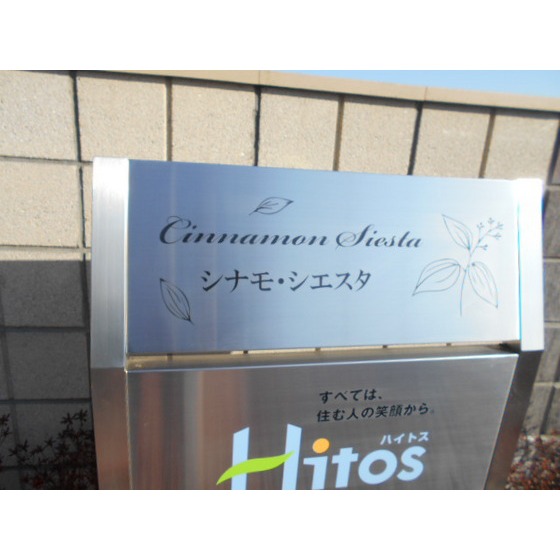 Cinnamon Siesta
シナモ・シエスタ
すべては、
住む人の笑顔から。
ハイトス
Hitos